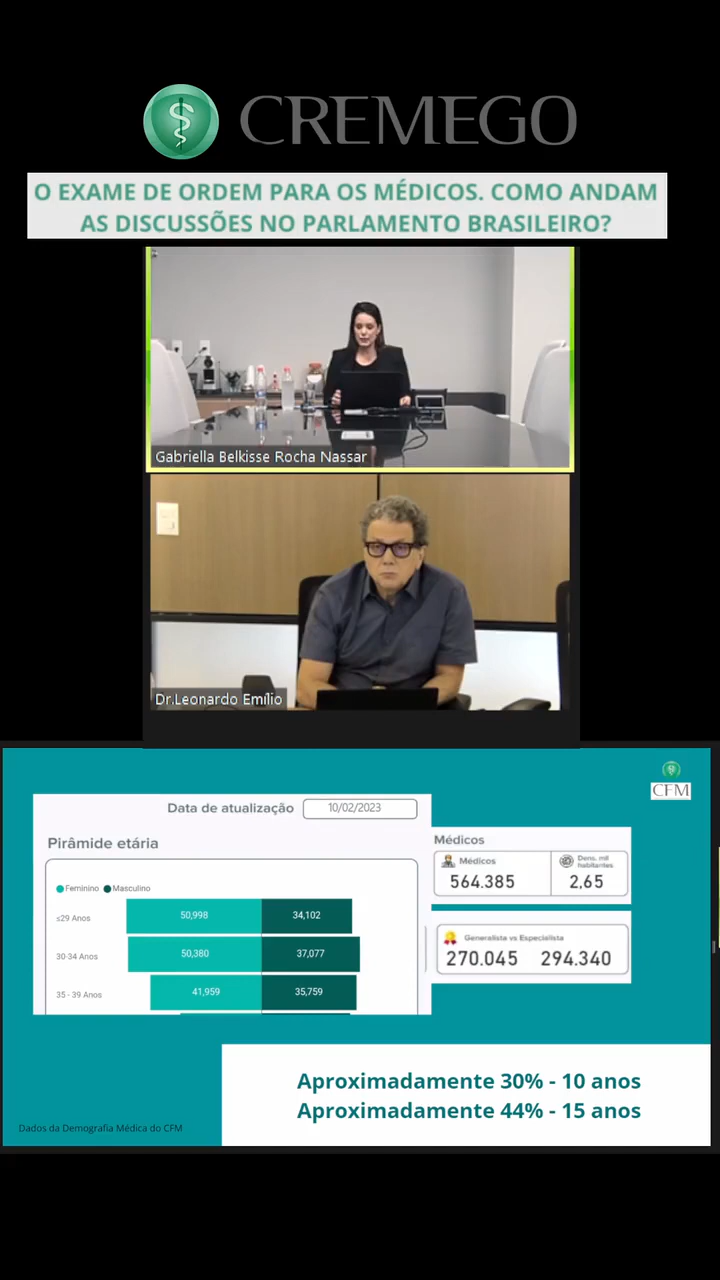 CREMEGO
O EXAME DE ORDEM PARA OS MÉDICOS. COMO ANDAM
AS DISCUSSÕES NO PARLAMENTO BRASILEIRO?
Gabriella Belkisse Rocha Nassar
Dr.Leonardo Emílio
CFM
Data de atualização
10/02/2023
Pirâmide etária
Feminino Masculino
≤29 Anos 50,998 34,102
30-34 Anos 50,380 37,077
35 - 39 Anos 41,959 35,759
Médicos
Médicos
564.385
Dens. mil
habitantes
2,65
Generalista vs Especialista
270.045 294.340
Aproximadamente 30% - 10 anos
Aproximadamente 44% - 15 anos
Dados da Demografia Médica do CFM